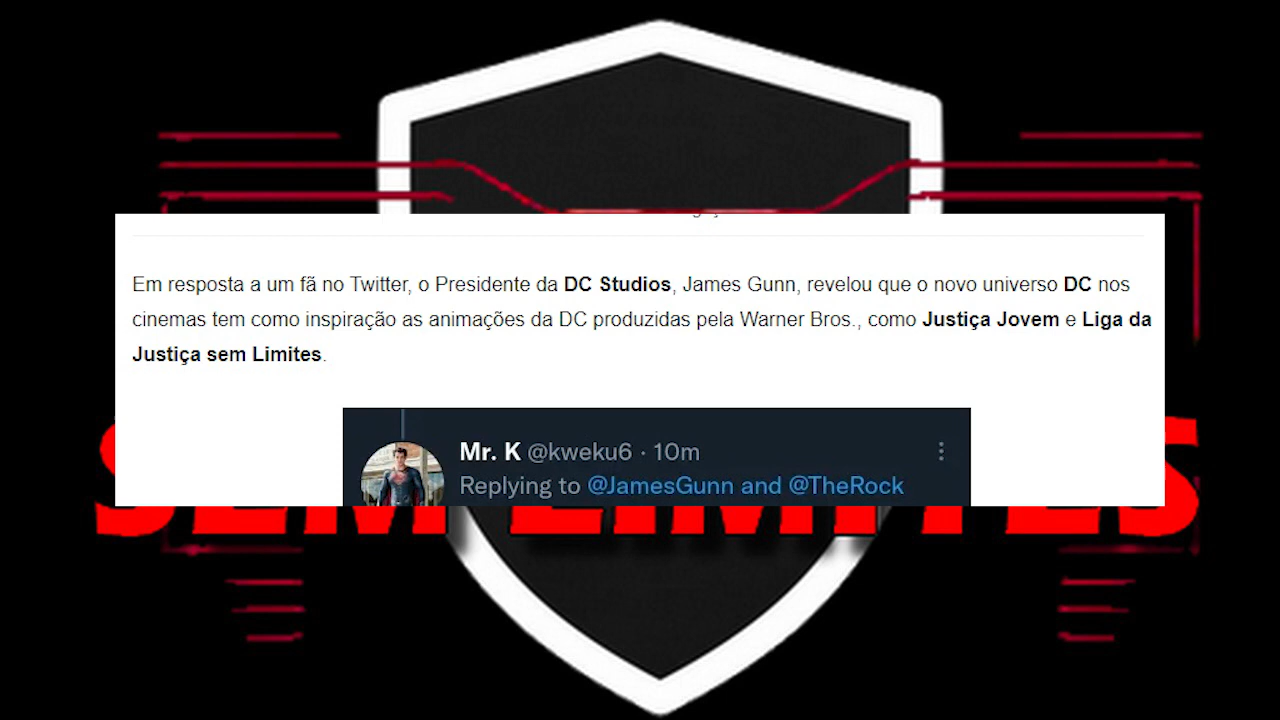 Em resposta a um fã no Twitter, o Presidente da DC Studios, James Gunn, revelou que o novo universo DC nos
cinemas tem como inspiração as animações da DC produzidas pela Warner Bros., como Justiça Jovem e Liga da
Justiça sem Limites.
Mr. K @kweku6 · 10m
Replying to @JamesGunn and @TheRock
SEM LIMITES